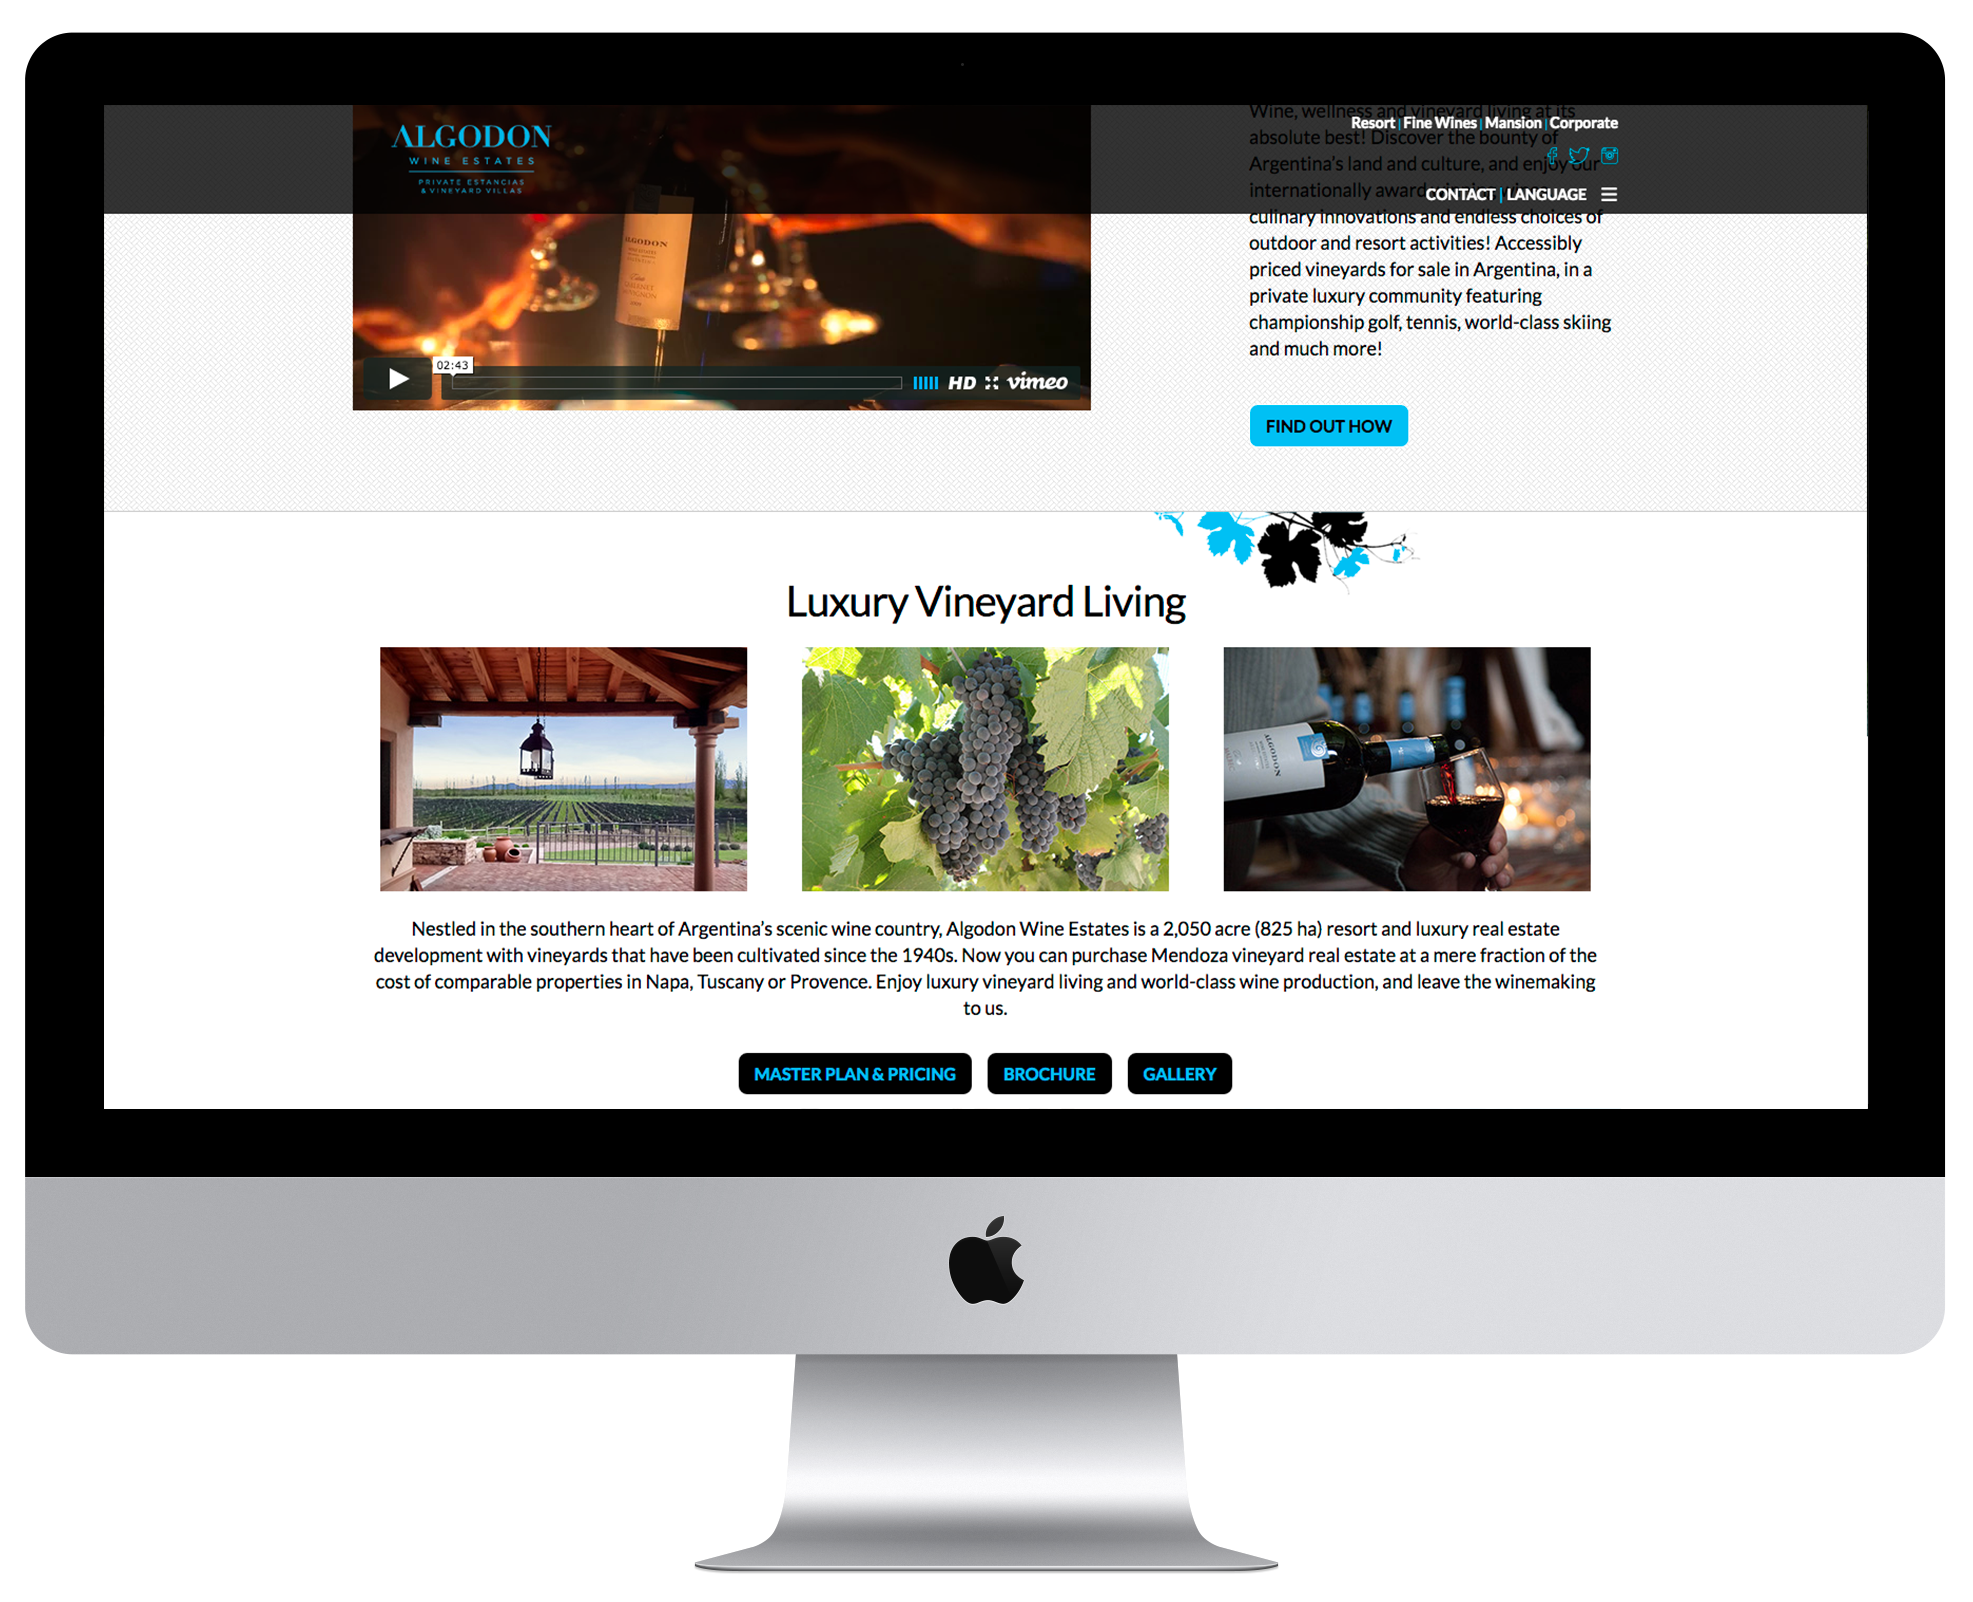 ALGODON
WINE ESTATES
PRIVATE ESTANCIAS
& VINEYARD VILLAS
Resort | Fine Wines | Mansion | Corporate
CONTACT | LANGUAGE
Wine, wellness and vineyard living at its
absolute best! Discover the bounty of
Argentina's land and culture, and enjoy our
internationally award
culinary innovations and endless choices of
outdoor and resort activities! Accessibly
priced vineyards for sale in Argentina, in a
private luxury community featuring
championship golf, tennis, world-class skiing
and much more!
ALGODON
CABERNET
SAUVIGNON
02:43
HD vimeo
FIND OUT HOW
Luxury Vineyard Living
ALGODON
Nestled in the southern heart of Argentina's scenic wine country, Algodon Wine Estates is a 2,050 acre (825 ha) resort and luxury real estate
development with vineyards that have been cultivated since the 1940s. Now you can purchase Mendoza vineyard real estate at a mere fraction of the
cost of comparable properties in Napa, Tuscany or Provence. Enjoy luxury vineyard living and world-class wine production, and leave the winemaking
to us.
MASTER PLAN & PRICING
BROCHURE
GALLERY